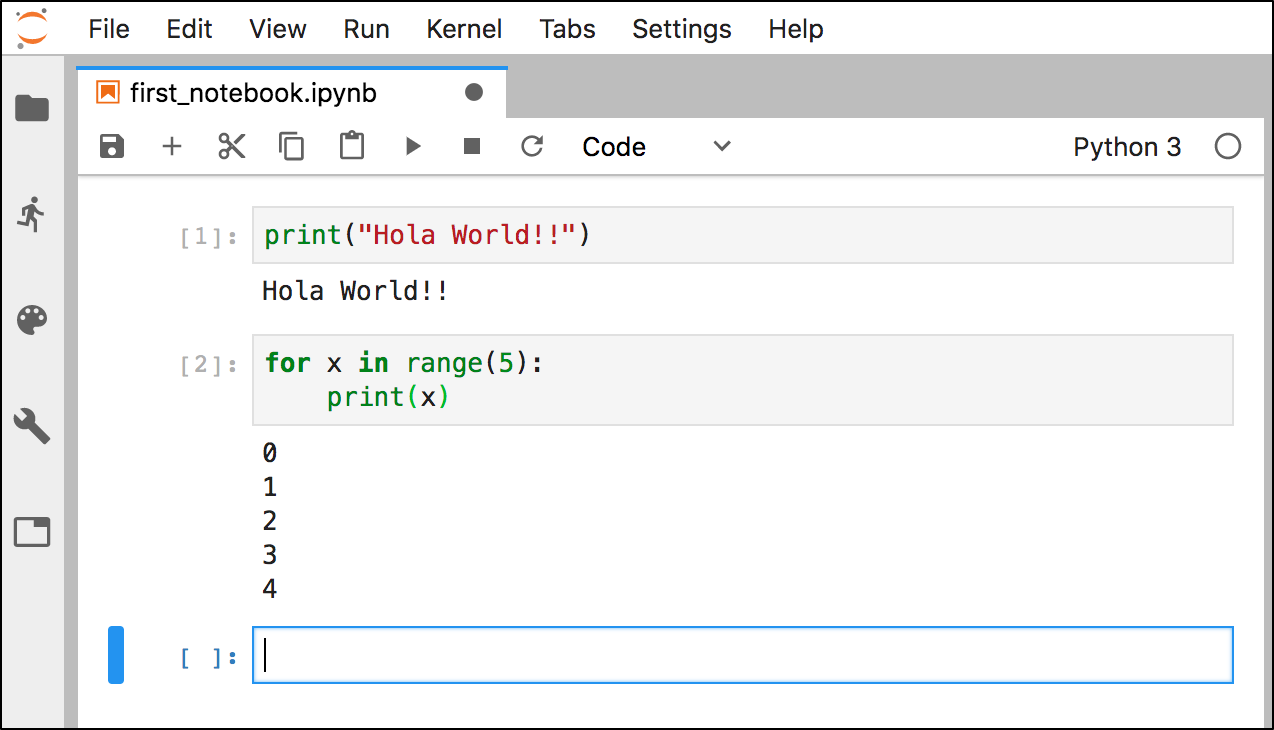 File Edit View Run Kernel Tabs Settings Help
first_notebook.ipynb
Code Python 3
[1]: print("Hola World!!")
Hola World!!
[2]: for x in range(5):
    print(x)
0
1
2
3
4
[ ]: